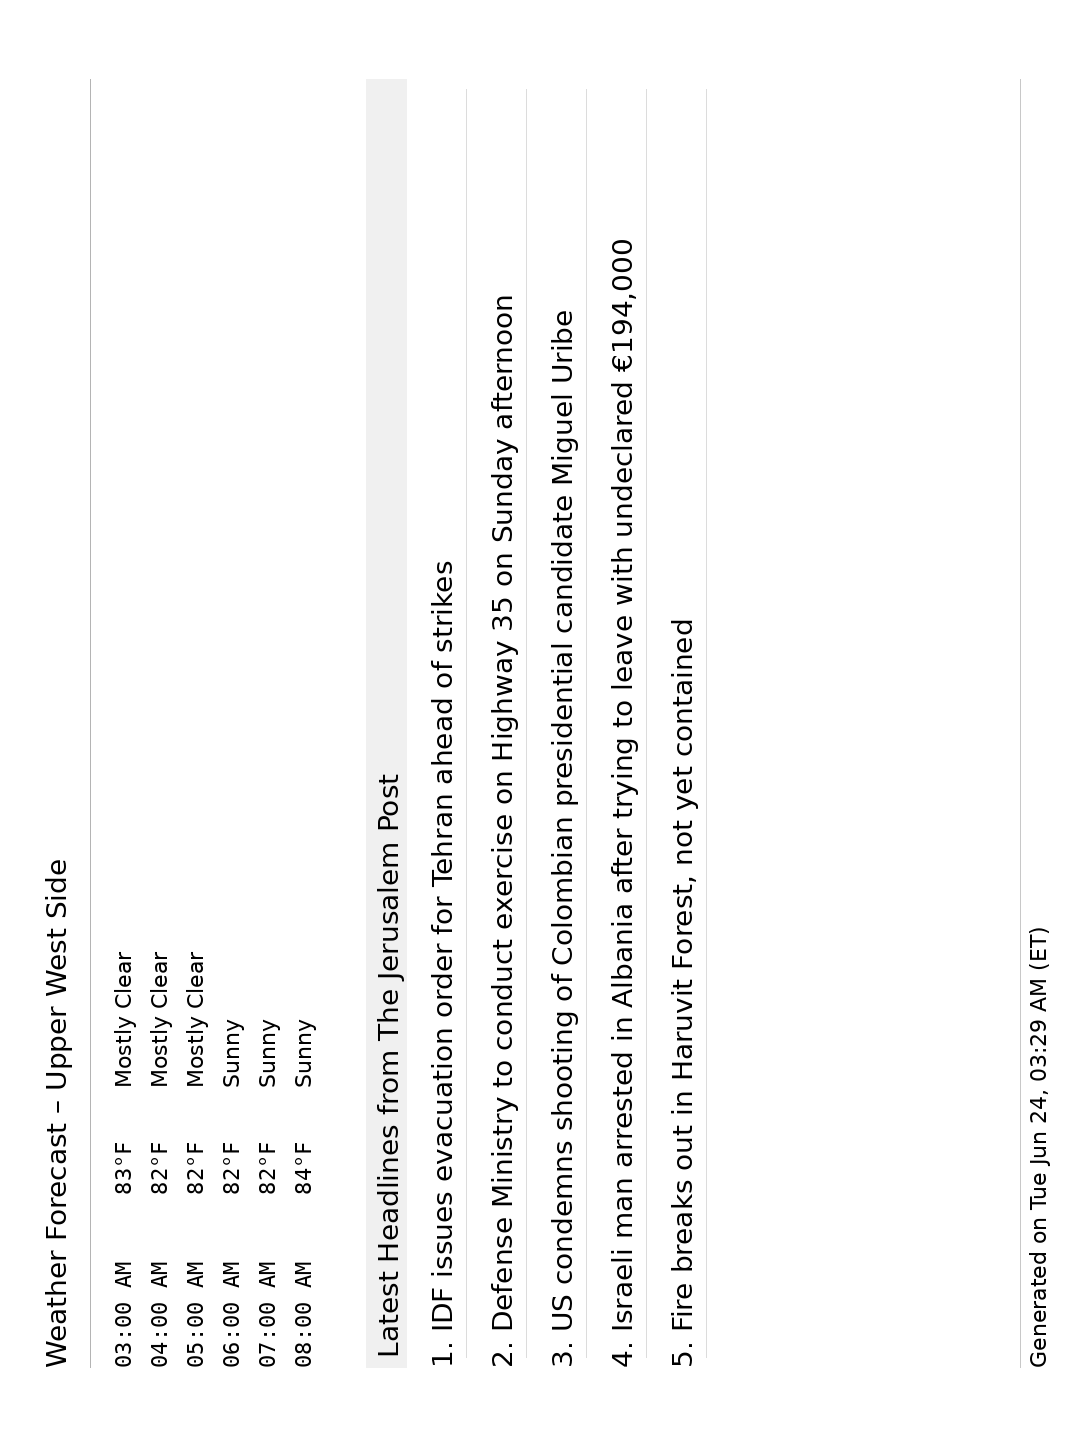 Weather Forecast – Upper West Side
03:00 AM 83°F Mostly Clear
04:00 AM 82°F Mostly Clear
05:00 AM 82°F Mostly Clear
06:00 AM 82°F Sunny
07:00 AM 82°F Sunny
08:00 AM 84°F Sunny
Latest Headlines from The Jerusalem Post
1. IDF issues evacuation order for Tehran ahead of strikes
2. Defense Ministry to conduct exercise on Highway 35 on Sunday afternoon
3. US condemns shooting of Colombian presidential candidate Miguel Uribe
4. Israeli man arrested in Albania after trying to leave with undeclared €194,000
5. Fire breaks out in Haruvit Forest, not yet contained
Generated on Tue Jun 24, 03:29 AM (ET)